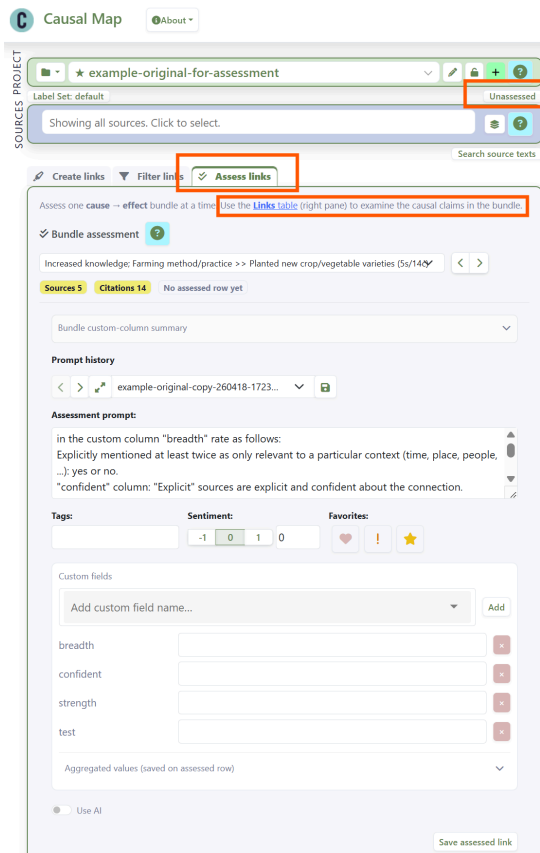 C Causal Map About
PROJECT
★ example-original-for-assessment
Label Set: default Unassessed
SOURCES
Showing all sources. Click to select.
Search source texts
Create links Filter links Assess links
Assess one cause → effect bundle at a time. Use the Links table (right pane) to examine the causal claims in the bundle.
Bundle assessment
Increased knowledge; Farming method/practice >> Planted new crop/vegetable varieties (5s/14c)
Sources 5 Citations 14 No assessed row yet
Bundle custom-column summary
Prompt history
example-original-copy-260418-1723...
Assessment prompt:
in the custom column "breadth" rate as follows:
Explicitly mentioned at least twice as only relevant to a particular context (time, place, people,
...): yes or no.
"confident" column: "Explicit" sources are explicit and confident about the connection.
Tags: Sentiment: Favorites:
-1 0 1 0
Custom fields
Add custom field name... Add
breadth
confident
strength
test
Aggregated values (saved on assessed row)
Use AI
Save assessed link